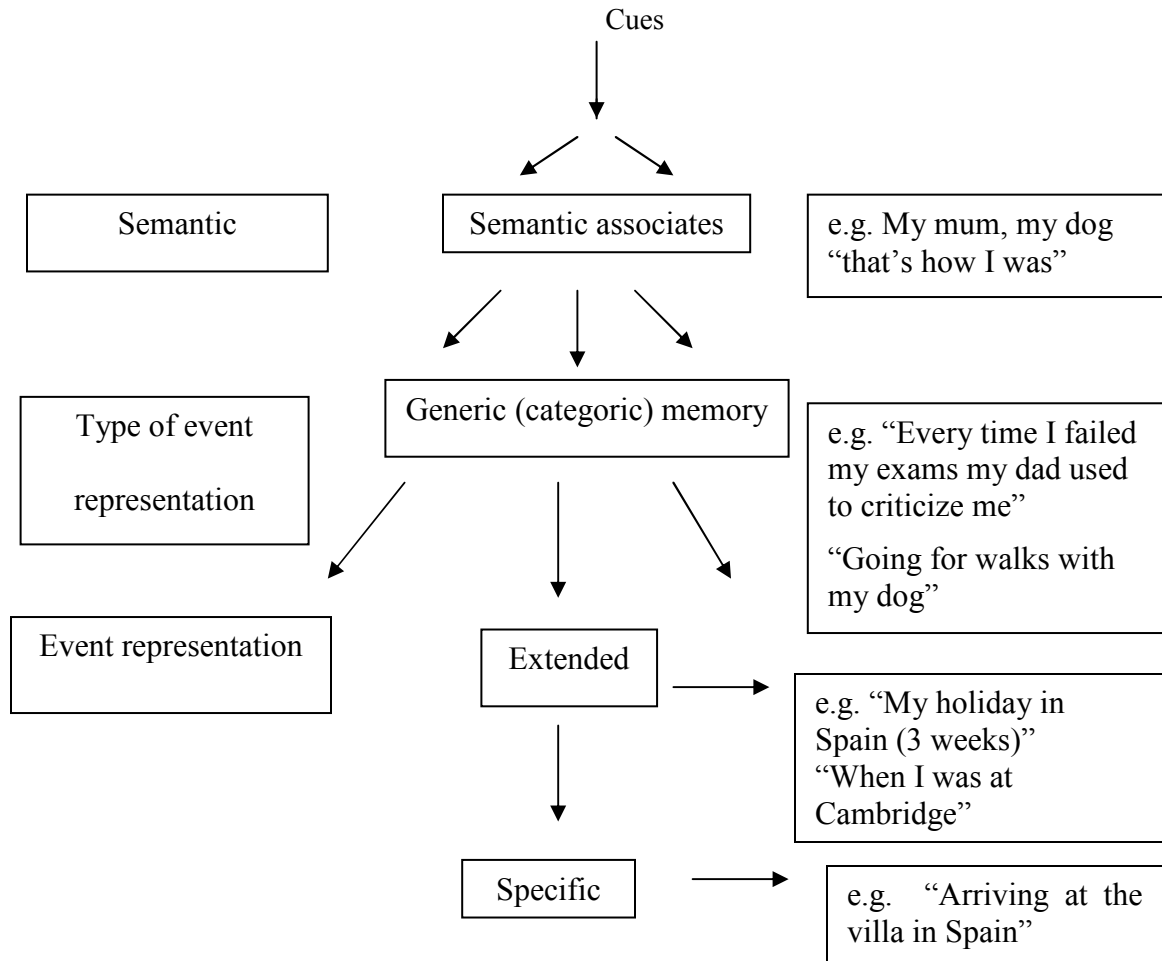 Cues
Semantic
Semantic associates
e.g. My mum, my dog
“that’s how I was”
Type of event
representation
Generic (categoric) memory
e.g. “Every time I failed
my exams my dad used
to criticize me”
“Going for walks with
my dog”
Event representation
Extended
e.g. “My holiday in
Spain (3 weeks)”
“When I was at
Cambridge”
Specific
e.g. “Arriving at the
villa in Spain”